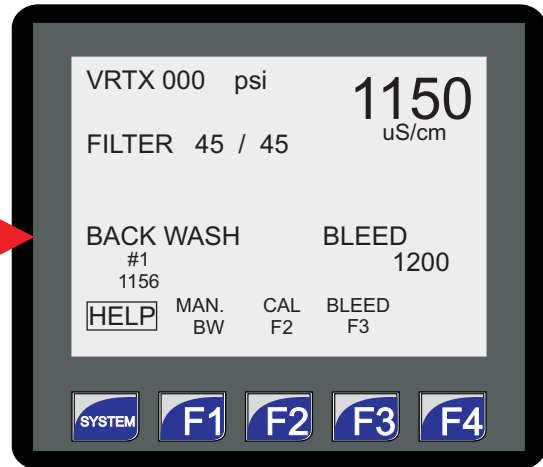 VRTX 000 psi 1150
uS/cm
FILTER 45 / 45
BACK WASH BLEED
#1 1200
1156
HELP MAN. BW CAL F2 BLEED F3
SYSTEM F1 F2 F3 F4